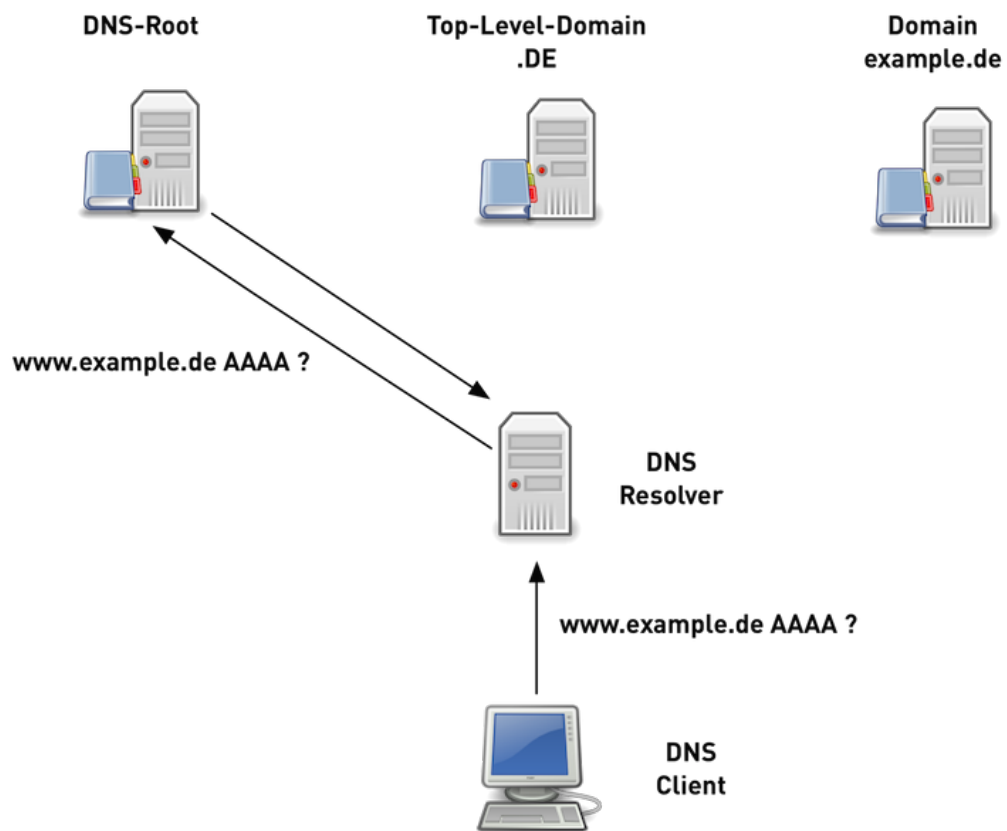 DNS-Root
Top-Level-Domain
.DE
Domain
example.de
www.example.de AAAA ?
DNS
Resolver
www.example.de AAAA ?
DNS
Client